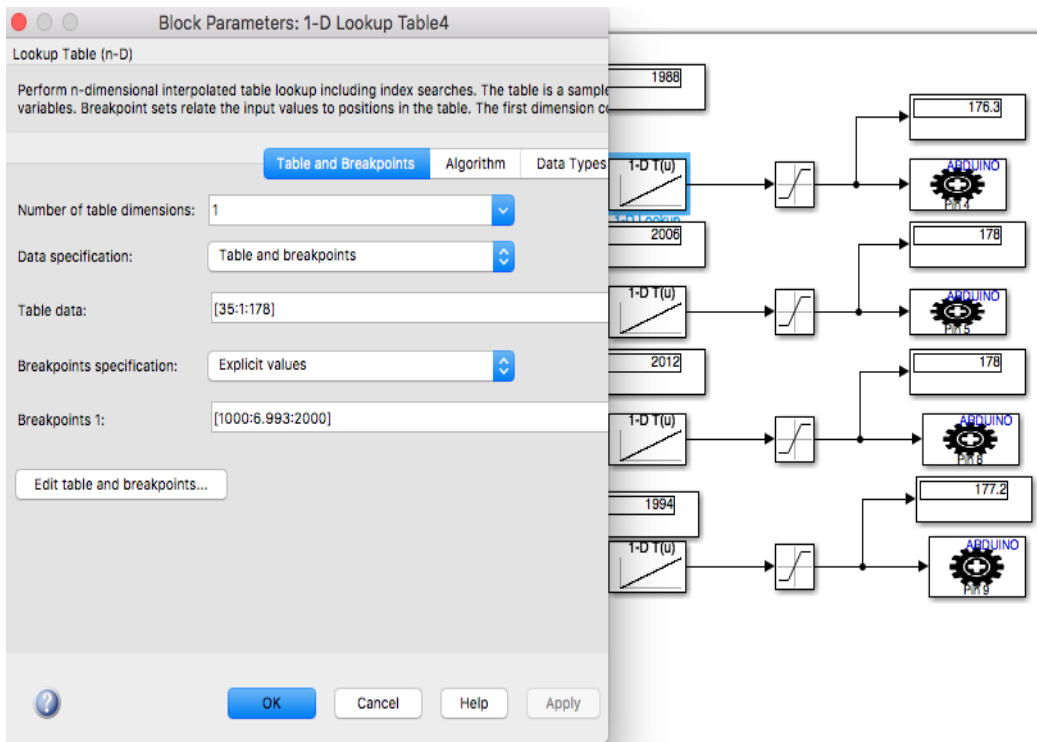 Block Parameters: 1-D Lookup Table4
Lookup Table (n-D)
Perform n-dimensional interpolated table lookup including index searches. The table is a sample
variables. Breakpoint sets relate the input values to positions in the table. The first dimension
Table and Breakpoints Algorithm Data Types
Number of table dimensions: 1
Data specification: Table and breakpoints
Table data: [35:1:178]
Breakpoints specification: Explicit values
Breakpoints 1: [1000:6.993:2000]
Edit table and breakpoints...
OK Cancel Help Apply
1988
176.3
1-D T(u)
ARDUINO
Pin 4
1-D Lookup
2006
178
1-D T(u)
ARDUINO
Pin 5
2012
178
1-D T(u)
ARDUINO
Pin 8
1994
177.2
1-D T(u)
ARDUINO
Pin 9